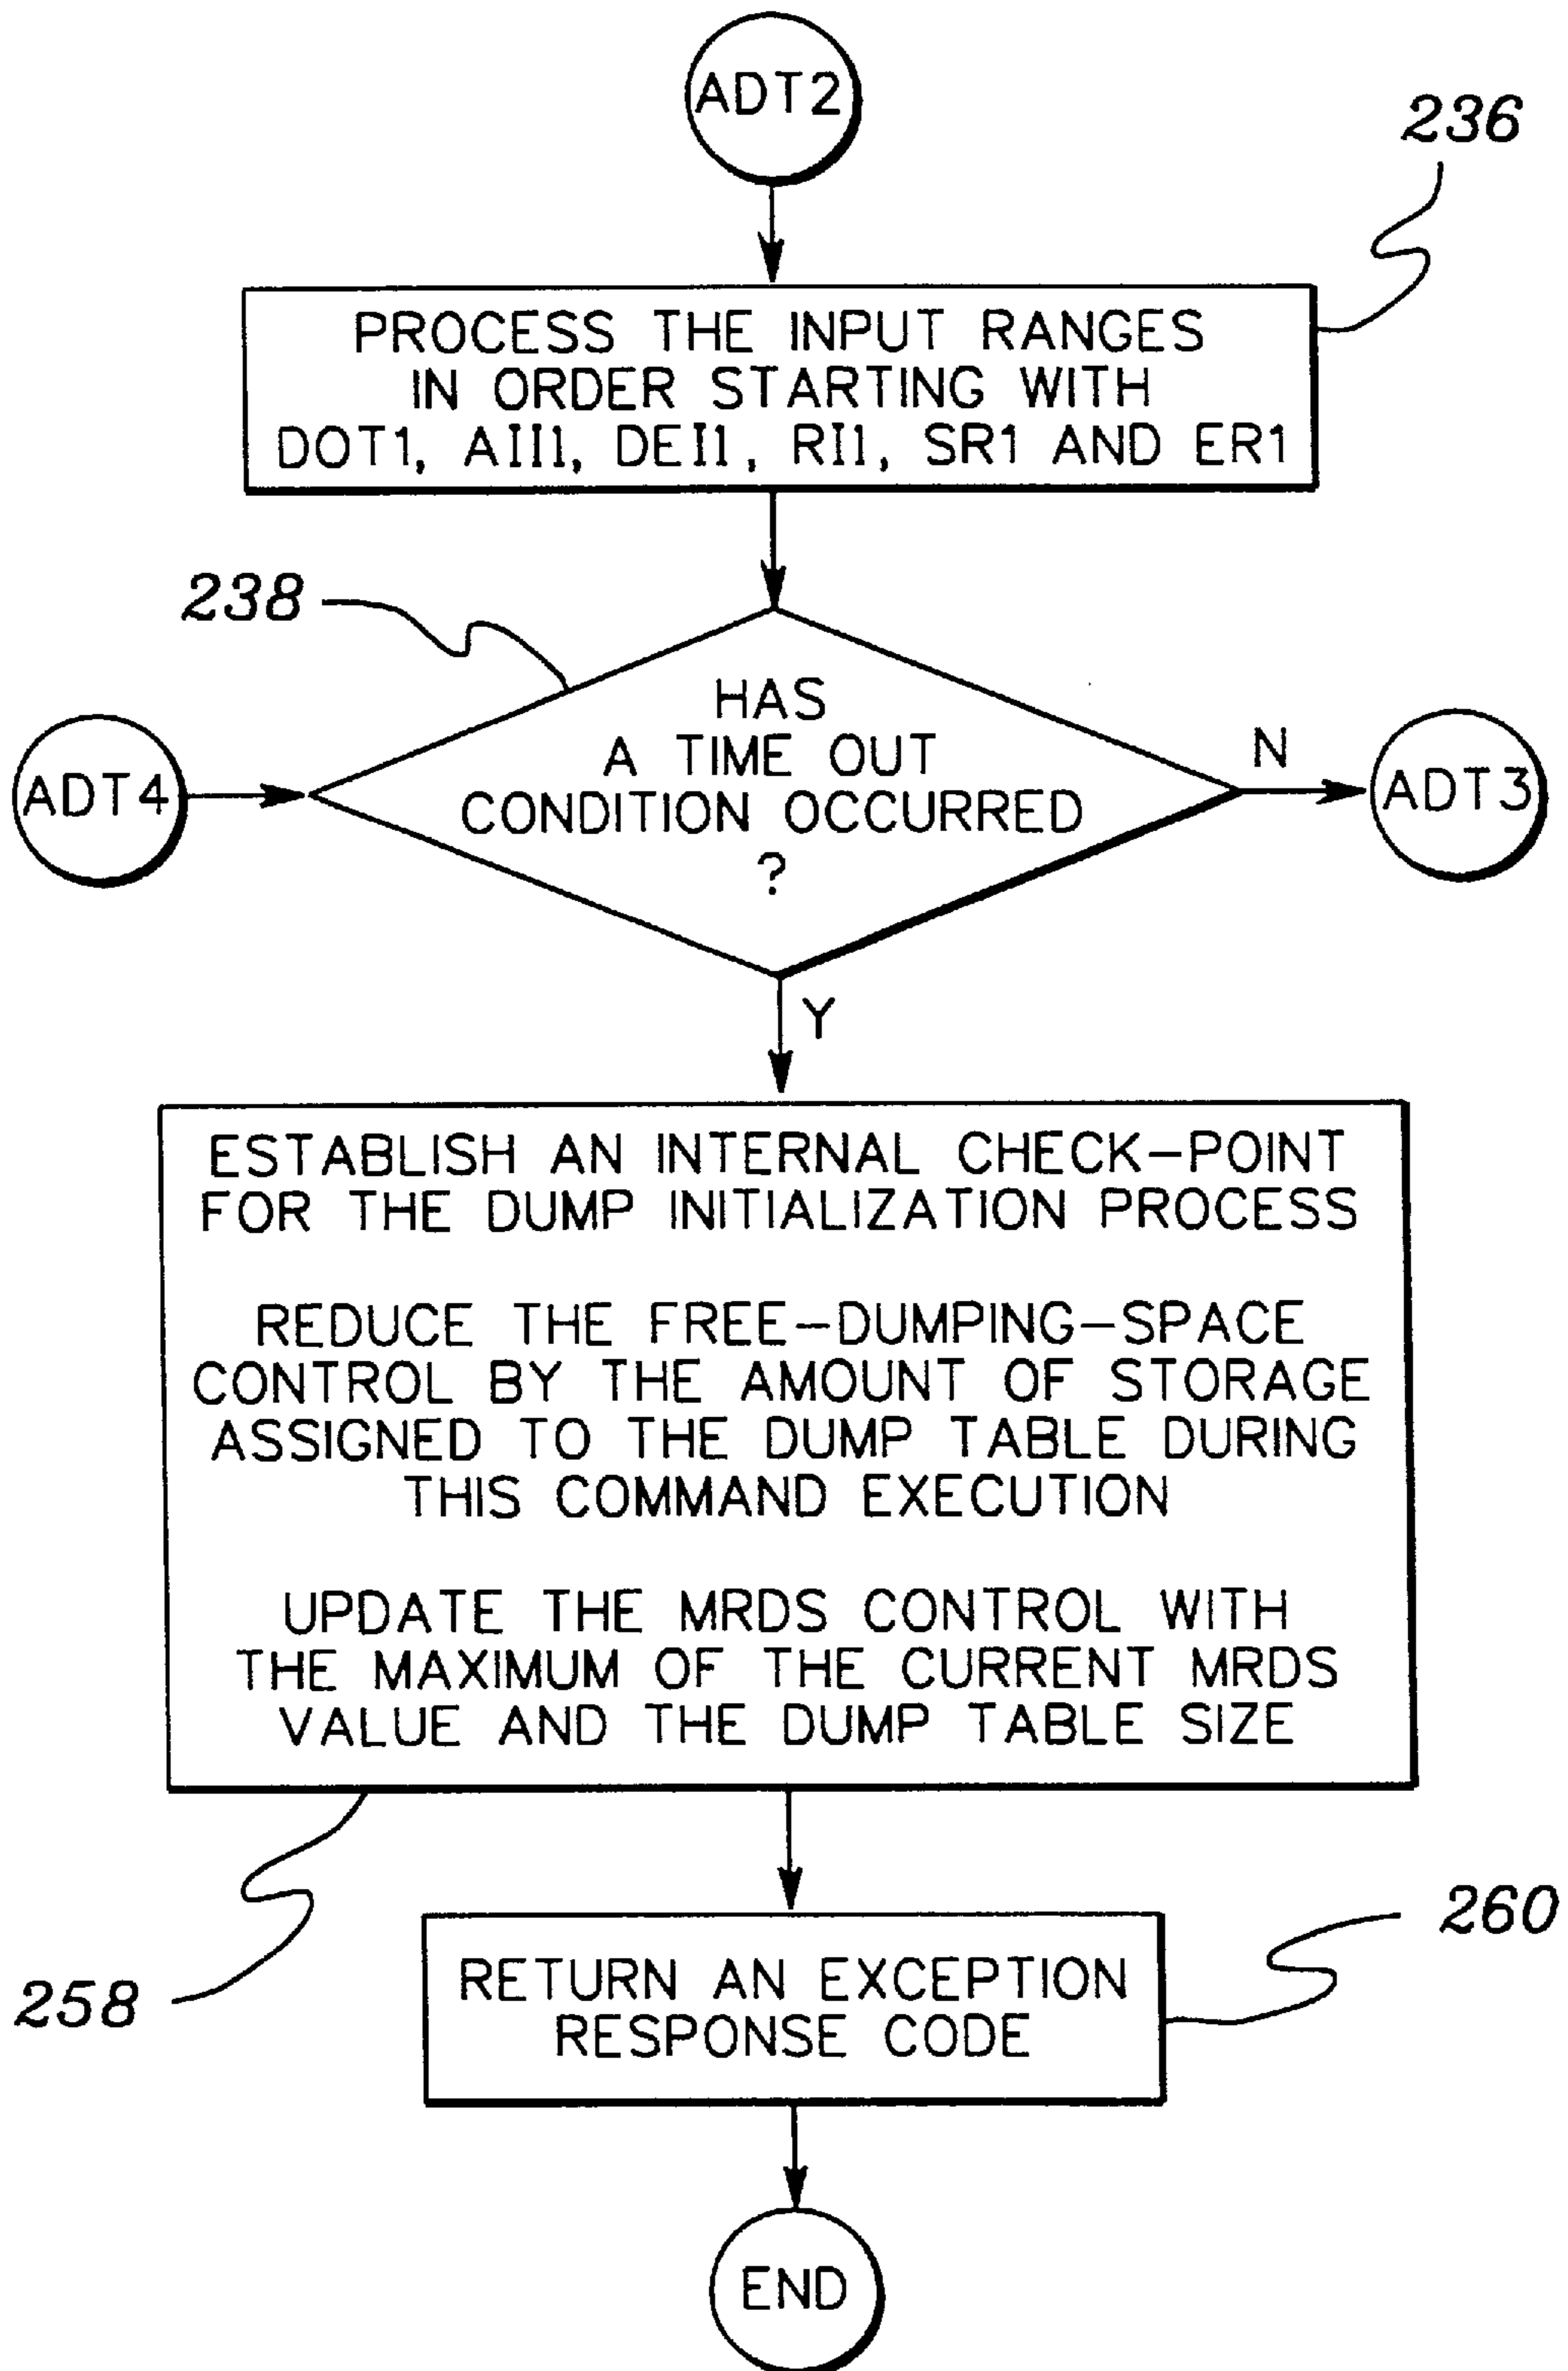 ADT2
236
PROCESS THE INPUT RANGES
IN ORDER STARTING WITH
DOT1, AIII1, DEI1, RII1, SR1 AND ER1
238
HAS
A TIME OUT
CONDITION OCCURRED
?
ADT4
N
ADT3
Y
ESTABLISH AN INTERNAL CHECK-POINT
FOR THE DUMP INITIALIZATION PROCESS
REDUCE THE FREE-DUMPING-SPACE
CONTROL BY THE AMOUNT OF STORAGE
ASSIGNED TO THE DUMP TABLE DURING
THIS COMMAND EXECUTION
UPDATE THE MRDS CONTROL WITH
THE MAXIMUM OF THE CURRENT MRDS
VALUE AND THE DUMP TABLE SIZE
258
RETURN AN EXCEPTION
RESPONSE CODE
260
END